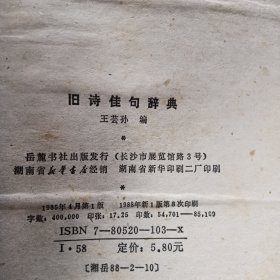 旧诗佳句辞典
王芸孙 编
岳麓书社出版发行(长沙市展览馆路3号)
湖南省新华书店经销 湖南省新华印刷二厂印刷
1985年4月第1版 1988年新1版第3次印刷
字数:400,000 印张:17.25 印数:54,701—85,109
ISBN 7—80520—103—X
I·58 定价:5.80元
〔湘岳88—2—10〕